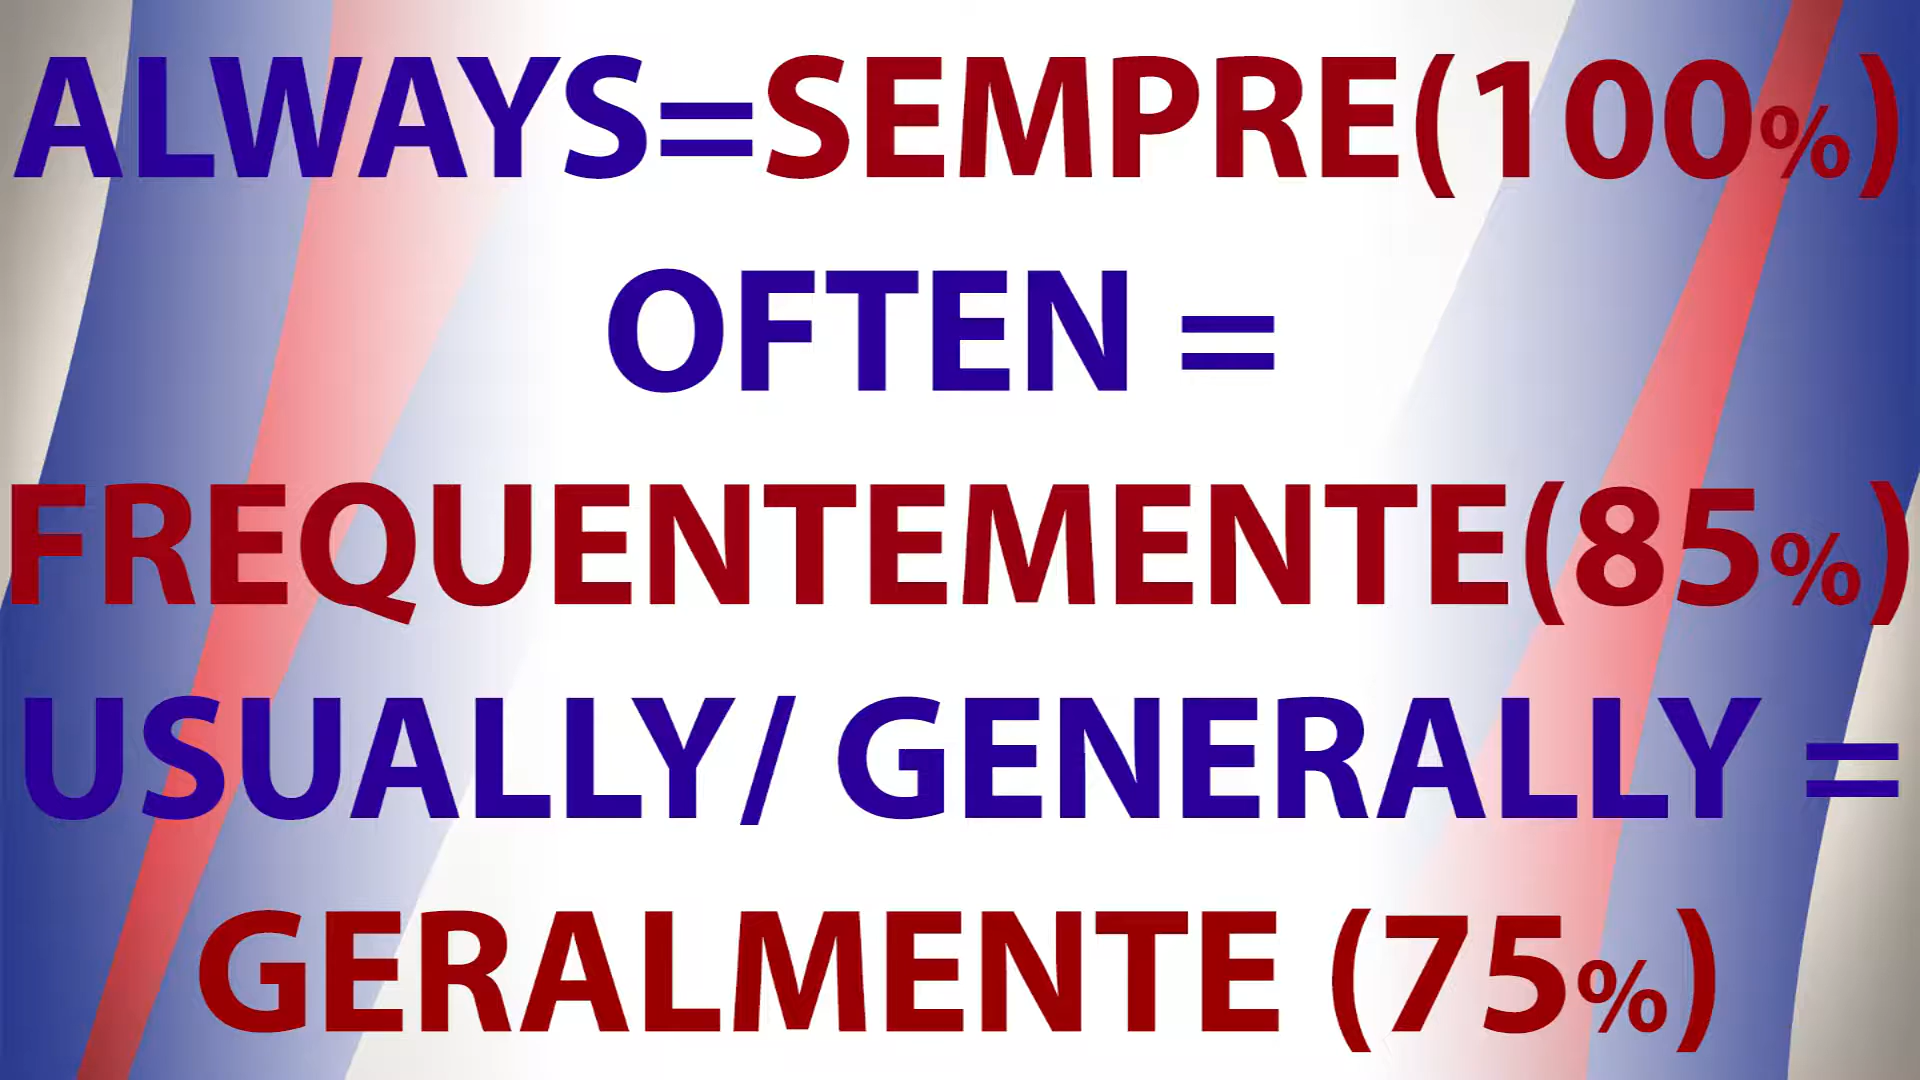 ALWAYS=SEMPRE(100%)
OFTEN =
FREQUENTEMENTE(85%)
USUALLY/ GENERALLY =
GERALMENTE (75%)